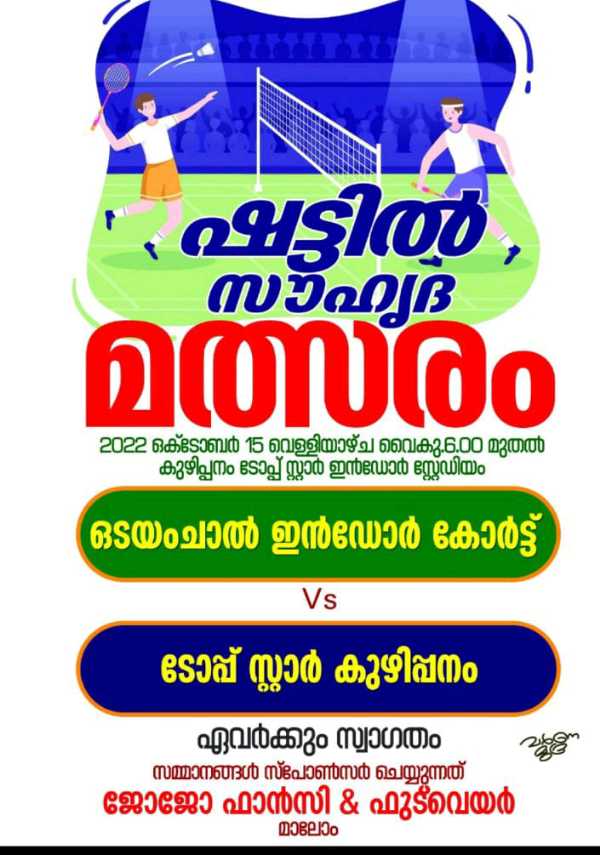 ഷട്ടിൽ
സൗഹൃദ
മത്സരം
2022 ഒക്ടോബർ 15 വെള്ളിയാഴ്ച വൈകു.6.00 മുതൽ
കുഴിപ്പനം ടോപ്പ് സ്റ്റാർ ഇൻഡോർ സ്റ്റേഡിയം
ഒടയംചാൽ ഇൻഡോർ കോർട്ട്
Vs
ടോപ്പ് സ്റ്റാർ കുഴിപ്പനം
ഏവർക്കും സ്വാഗതം
സമ്മാനങ്ങൾ സ്പോൺസർ ചെയ്യുന്നത്
ജോജോ ഫാൻസി & ഫുട്‌വെയർ
മാലോം